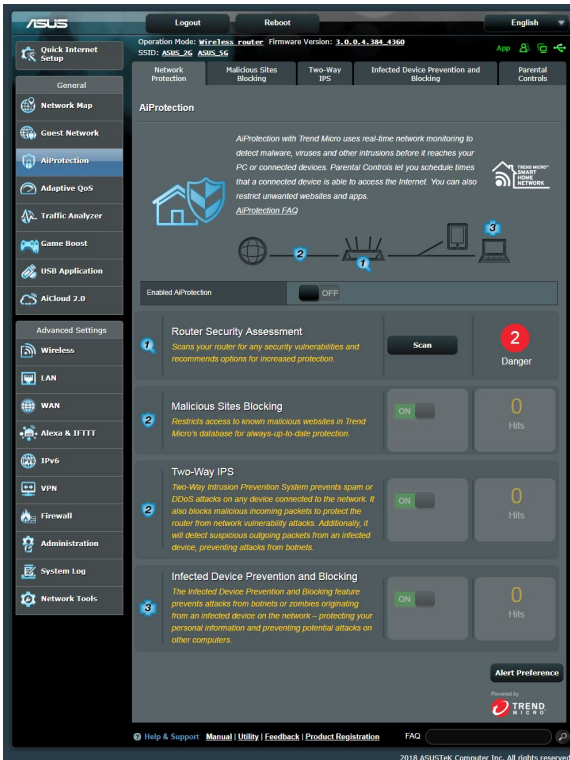 ASUS
Logout
Reboot
English
Quick Internet
Setup
Operation Mode: Wireless router Firmware Version: 3.0.0.4.384_4360
SSID: ASUS_2G ASUS_5G
App
General
Network Map
Guest Network
AiProtection
Adaptive QoS
Traffic Analyzer
Game Boost
USB Application
AiCloud 2.0
Advanced Settings
Wireless
LAN
WAN
Alexa & IFTTT
IPv6
VPN
Firewall
Administration
System Log
Network Tools
Network
Protection
Malicious Sites
Blocking
Two-Way
IPS
Infected Device Prevention and
Blocking
Parental
Controls
AiProtection
AiProtection with Trend Micro uses real-time network monitoring to
detect malware, viruses and other intrusions before it reaches your
PC or connected devices. Parental Controls let you schedule times
that a connected device is able to access the Internet. You can also
restrict unwanted websites and apps.
AiProtection FAQ
TREND MICRO™
SMART
HOME
NETWORK
3
2
1
Enabled AiProtection
OFF
1
Router Security Assessment
Scans your router for any security vulnerabilities and
recommends options for increased protection.
Scan
2
Danger
2
Malicious Sites Blocking
Restricts access to known malicious websites in Trend
Micro's database for always-up-to-date protection.
ON
0
Hits
2
Two-Way IPS
Two-Way Intrusion Prevention System prevents spam or
DDoS attacks on any device connected to the network. It
also blocks malicious incoming packets to protect the
router from network vulnerability attacks. Additionally, it
will detect suspicious outgoing packets from an infected
device, preventing attacks from botnets.
ON
0
Hits
3
Infected Device Prevention and Blocking
The Infected Device Prevention and Blocking feature
prevents attacks from botnets or zombies originating
from an infected device on the network – protecting your
personal information and preventing potential attacks on
other computers.
ON
0
Hits
Alert Preference
Powered by
TREND
MICRO
Help & Support
Manual | Utility | Feedback | Product Registration
FAQ
2018 ASUSTeK Computer Inc. All rights reserved